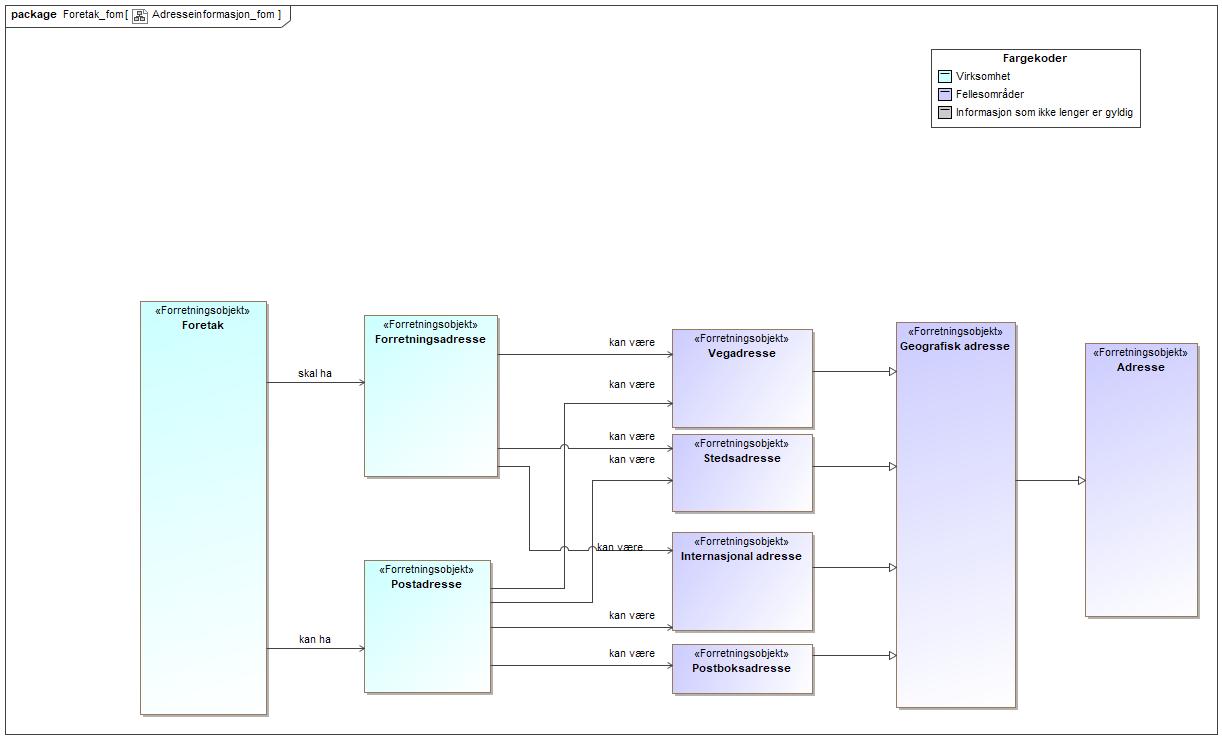 package Foretak_fom [ Adresseinformasjon_fom ]
Fargekoder
Virksomhet
Fellesområder
Informasjon som ikke lenger er gyldig
«Forretningsobjekt»
Foretak
skal ha
kan ha
«Forretningsobjekt»
Forretningsadresse
«Forretningsobjekt»
Postadresse
kan være
kan være
kan være
kan være
kan være
kan være
kan være
«Forretningsobjekt»
Vegadresse
«Forretningsobjekt»
Stedsadresse
«Forretningsobjekt»
Internasjonal adresse
«Forretningsobjekt»
Postboksadresse
«Forretningsobjekt»
Geografisk adresse
«Forretningsobjekt»
Adresse